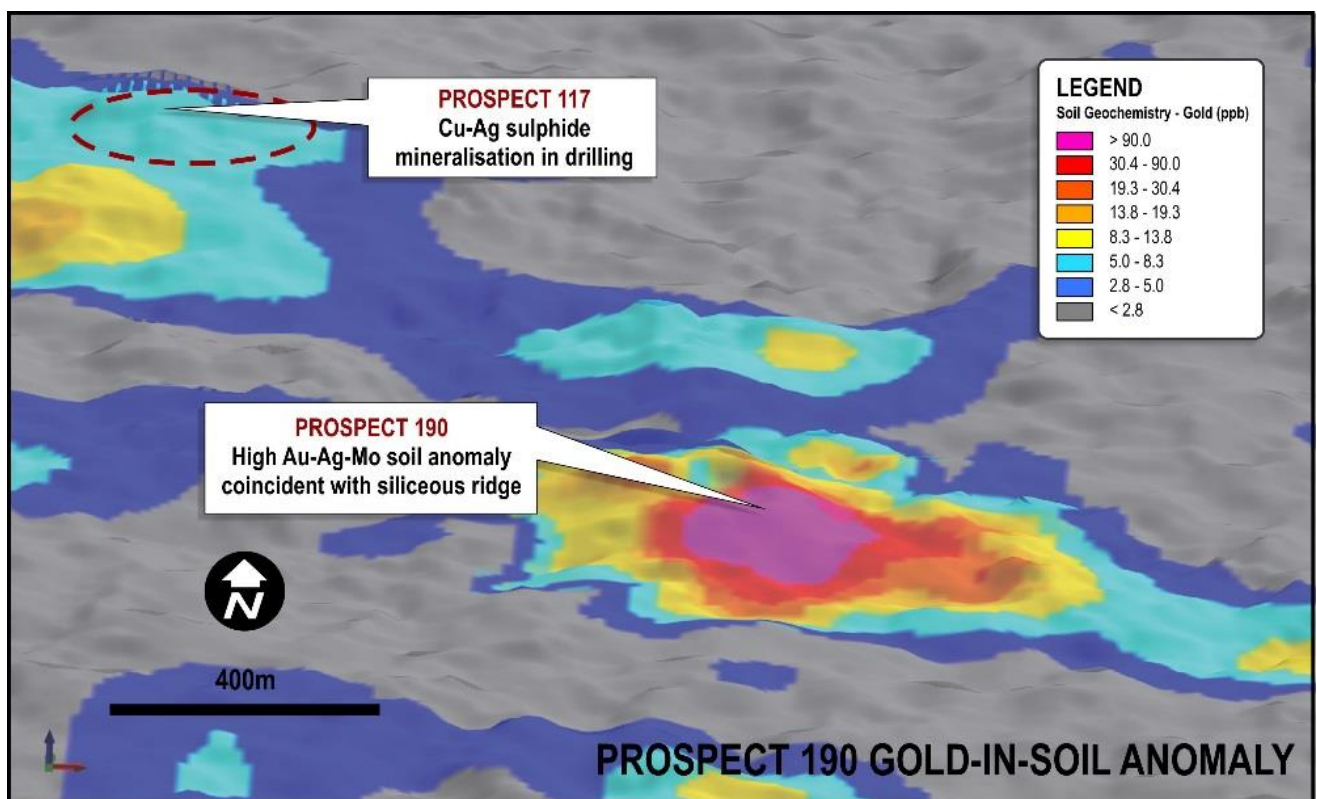 PROSPECT 117
Cu-Ag sulphide
mineralisation in drilling
LEGEND
Soil Geochemistry - Gold (ppb)
> 90.0
30.4 - 90.0
19.3 - 30.4
13.8 - 19.3
8.3 - 13.8
5.0 - 8.3
2.8 - 5.0
< 2.8
PROSPECT 190
High Au-Ag-Mo soil anomaly
coincident with siliceous ridge
N
400m
PROSPECT 190 GOLD-IN-SOIL ANOMALY